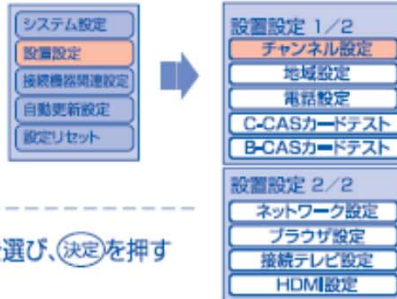 システム設定
設置設定
接続機器関連設定
自動更新設定
設定リセット
設置設定 1/2
チャンネル設定
地域設定
電話設定
C-CASカードテスト
B-CASカードテスト
設置設定 2/2
ネットワーク設定
ブラウザ設定
接続テレビ設定
HDMI設定
を選び、決定を押す